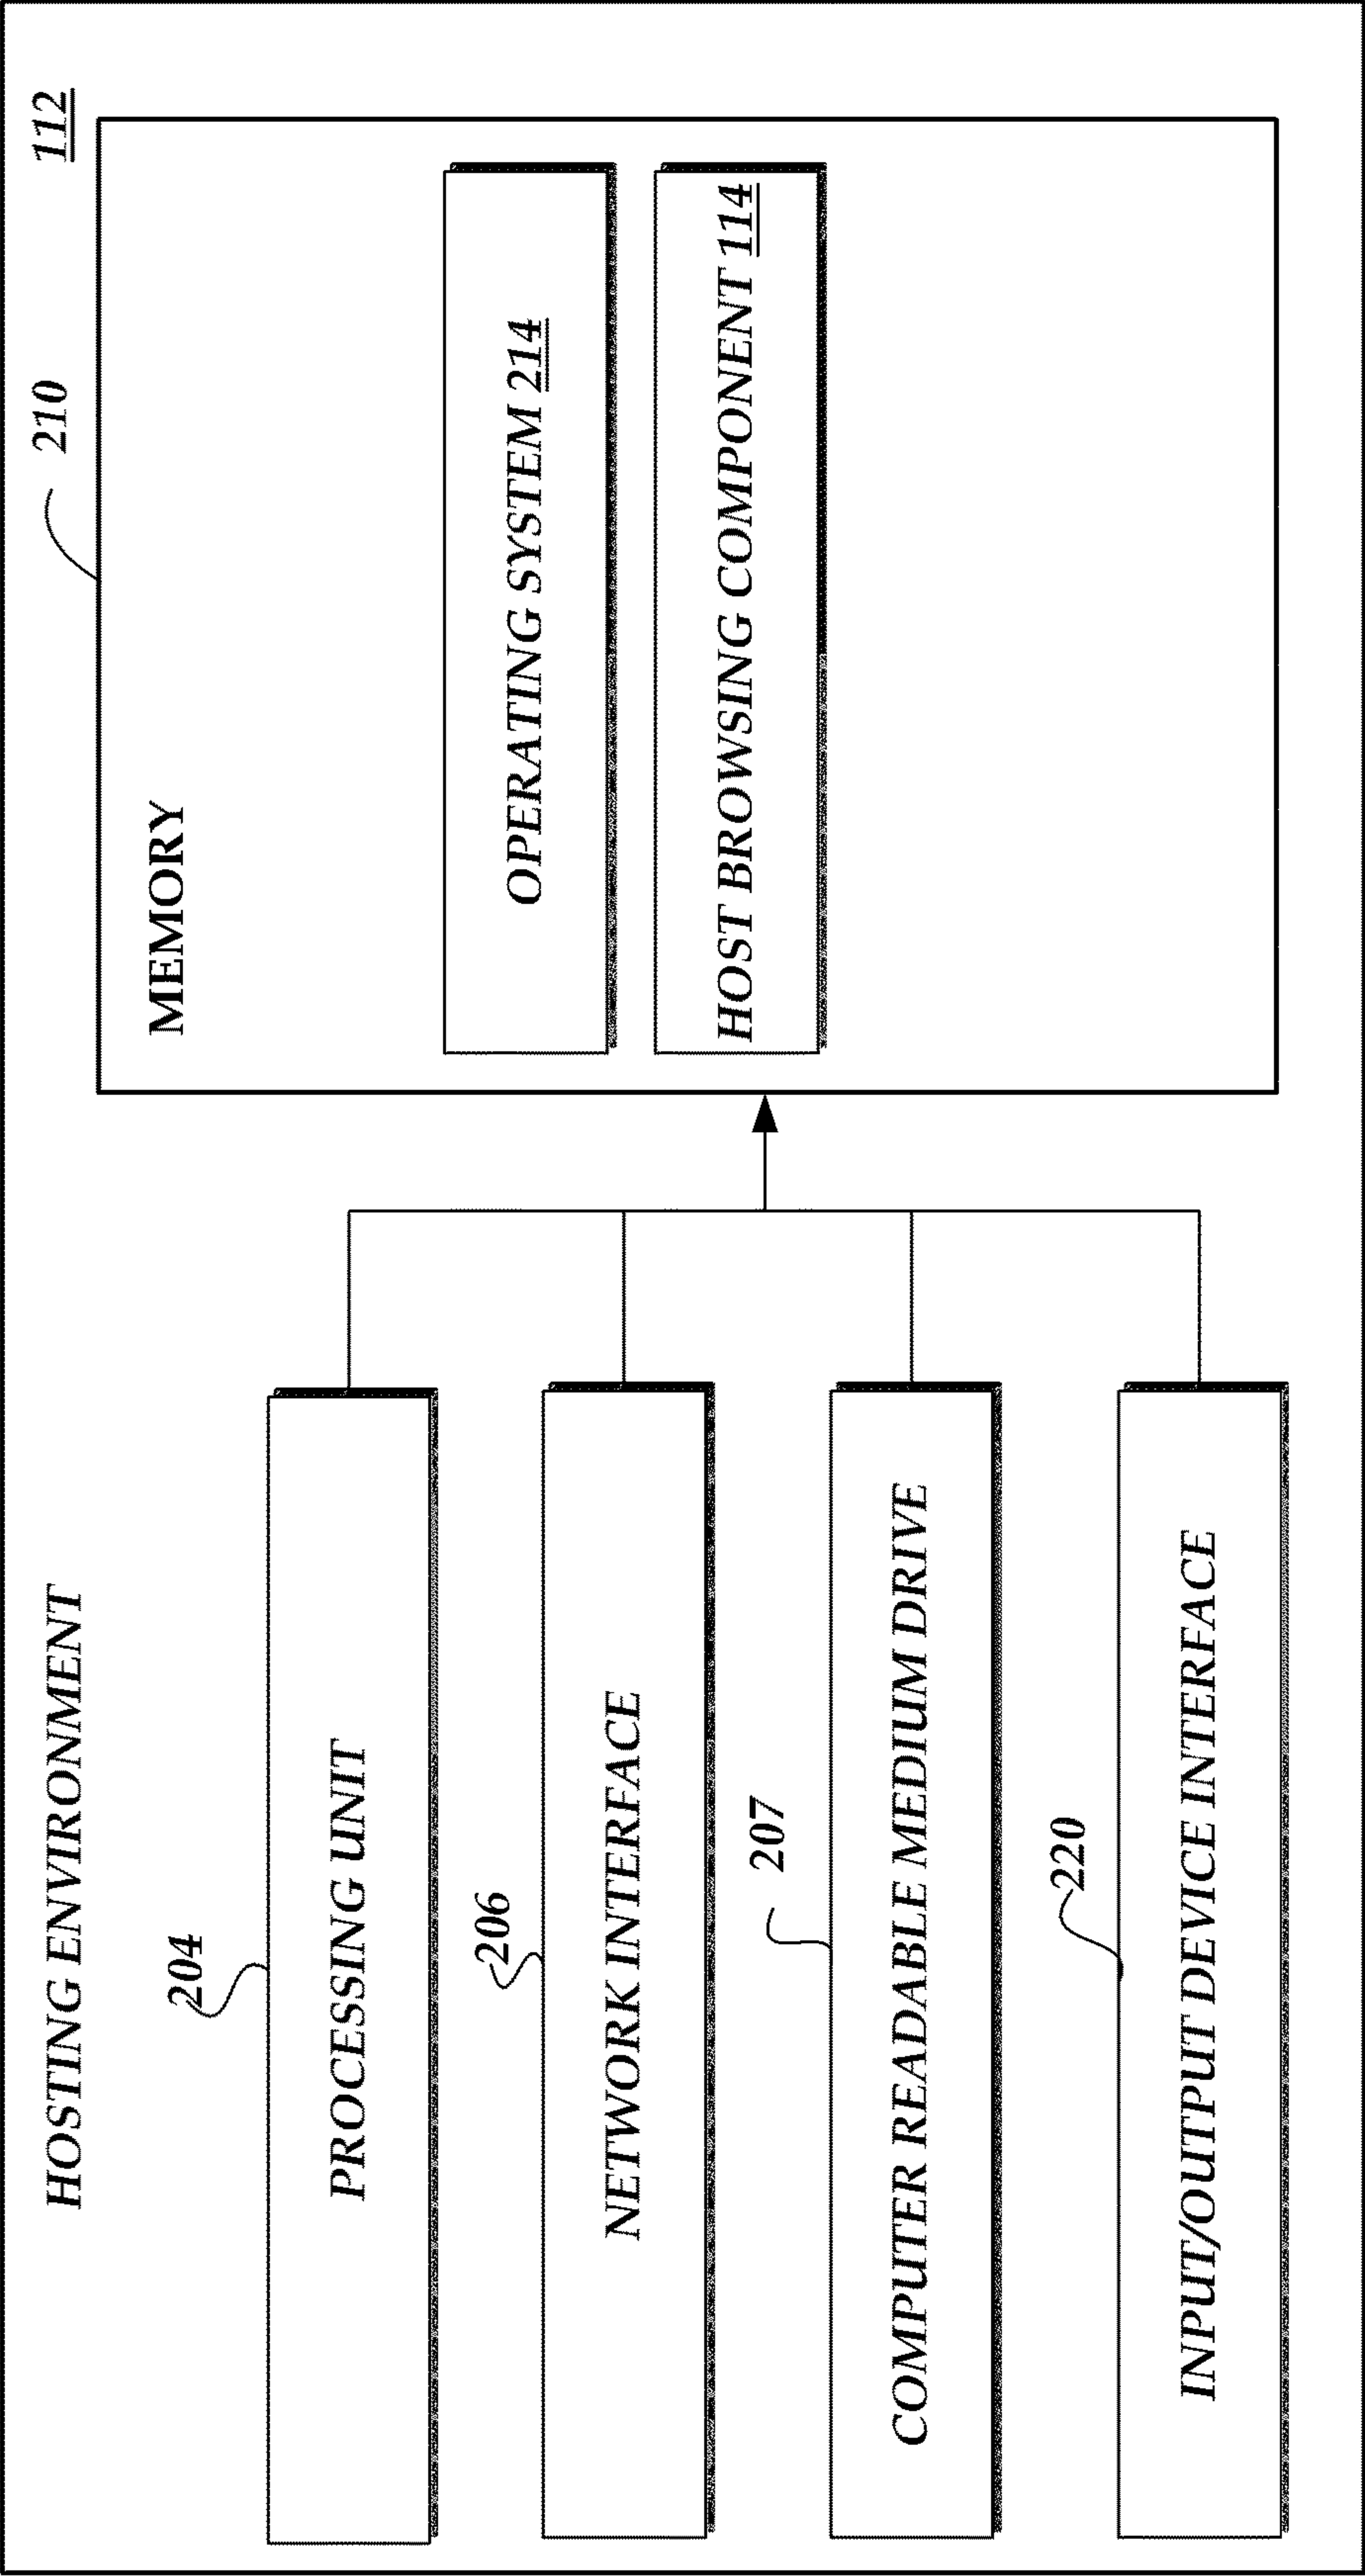 HOSTING ENVIRONMENT
112
204
PROCESSING UNIT
206
NETWORK INTERFACE
207
COMPUTER READABLE MEDIUM DRIVE
220
INPUT/OUTPUT DEVICE INTERFACE
210
MEMORY
OPERATING SYSTEM 214
HOST BROWSING COMPONENT 114